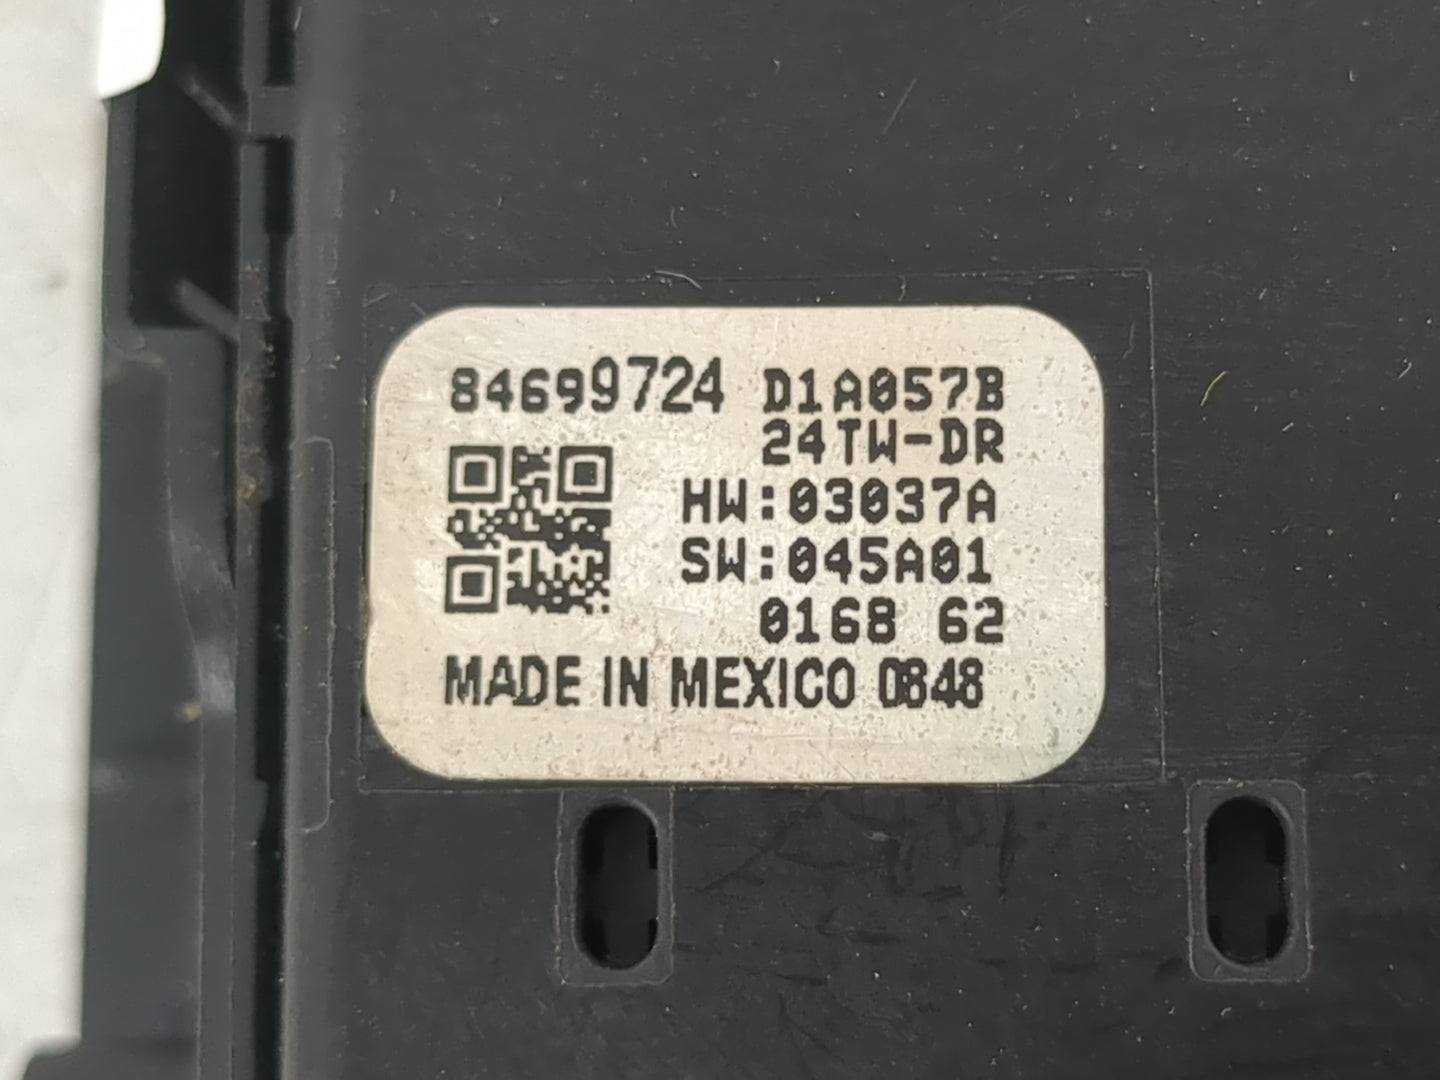 84699724 D1A057B
24TW-DR
HW:03037A
SW:045A01
0168 62
MADE IN MEXICO 0848